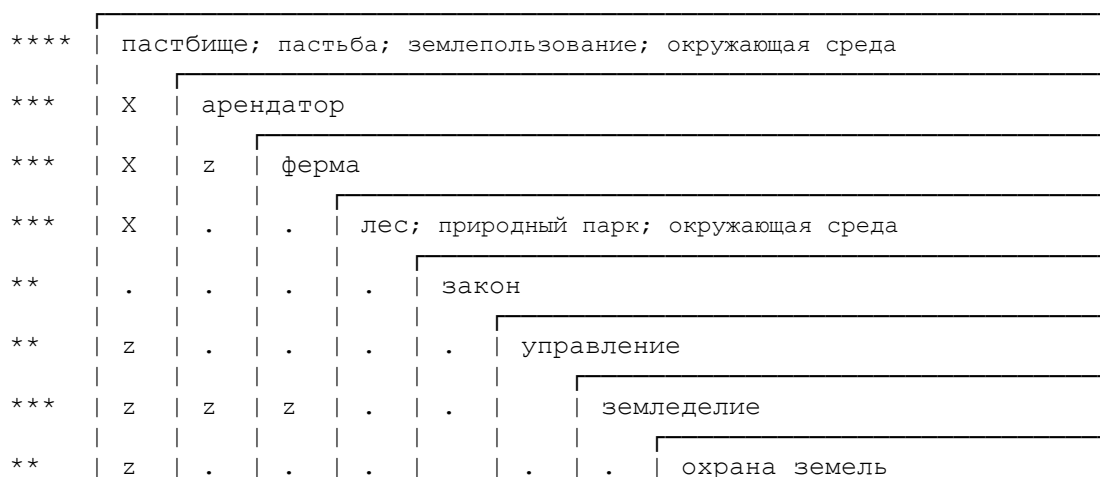 **** | пастбище; пастьба; землепользование; окружающая среда
*** | X | арендатор
*** | X | z | ферма
*** | X | . | . | лес; природный парк; окружающая среда
** | . | . | . | . | закон
** | z | . | . | . | . | управление
*** | z | z | z | . | . | | земледелие
** | z | . | . | . | | . | . | охрана земель